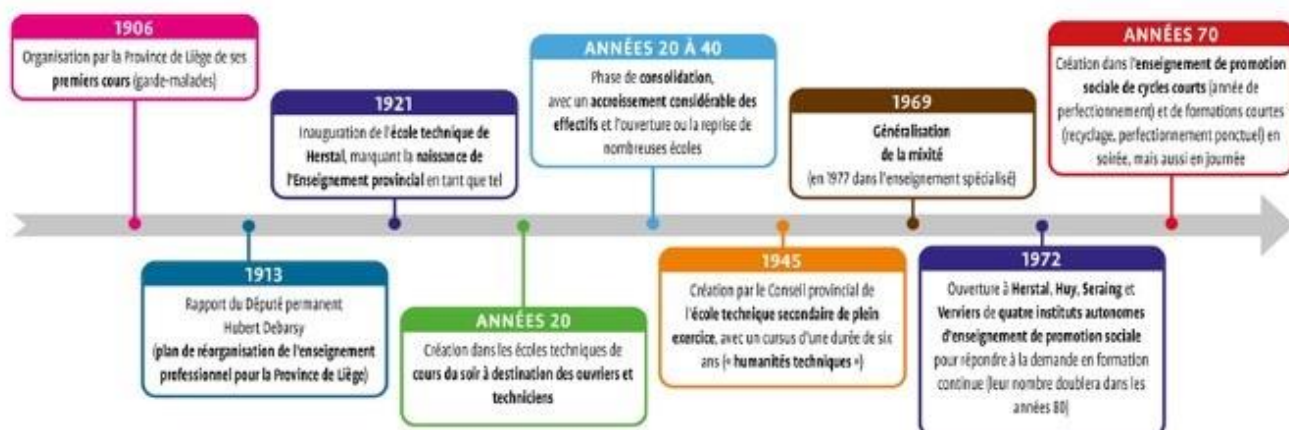 1906
Organisation par la Province de Liège de ses
premiers cours (garde-malades)
1913
Rapport du Député permanent
Hubert Debarsy
(plan de réorganisation de l'enseignement
professionnel pour la Province de Liège)
1921
Inauguration de l'école technique de
Herstal, marquant la naissance de
l'Enseignement provincial en tant que tel
ANNÉES 20
Création dans les écoles techniques de
cours du soir à destination des ouvriers et
techniciens
ANNÉES 20 À 40
Phase de consolidation,
avec un accroissement considérable des
effectifs et l'ouverture ou la reprise de
nombreuses écoles
1945
Création par le Conseil provincial de
l'école technique secondaire de plein
exercice, avec un cursus d'une durée de six
ans (« humanités techniques »)
1969
Généralisation
de la mixité
(en 1977 dans l'enseignement spécialisé)
1972
Ouverture à Herstal, Huy, Seraing et
Verviers de quatre instituts autonomes
d'enseignement de promotion sociale
pour répondre à la demande en formation
continue (leur nombre doublera dans les
années 80)
ANNÉES 70
Création dans l'enseignement de promotion
sociale de cycles courts (année de
perfectionnement) et de formations courtes
(recyclage, perfectionnement ponctuel) en
soirée, mais aussi en journée